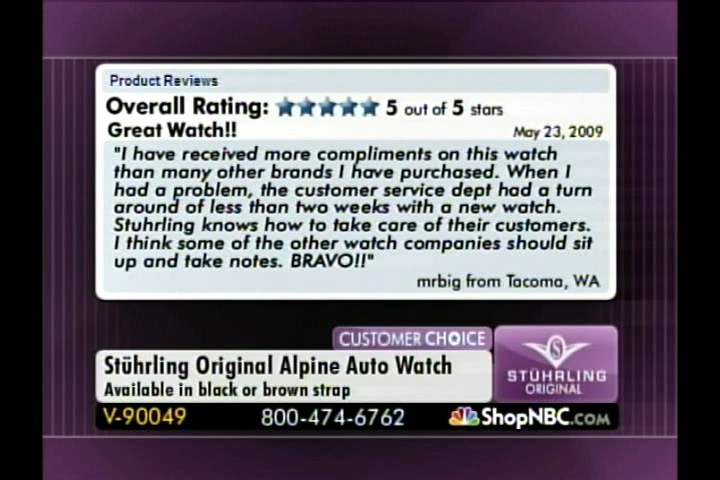 Product Reviews
Overall Rating: 5 out of 5 stars
Great Watch!! May 23, 2009
"I have received more compliments on this watch
than many other brands I have purchased. When I
had a problem, the customer service dept had a turn
around of less than two weeks with a new watch.
Stuhrling knows how to take care of their customers.
I think some of the other watch companies should sit
up and take notes. BRAVO!!"
mrbig from Tacoma, WA
CUSTOMER CHOICE
Stührling Original Alpine Auto Watch
Available in black or brown strap
S
STÜHRLING
ORIGINAL
V-90049 800-474-6762 ShopNBC.COM